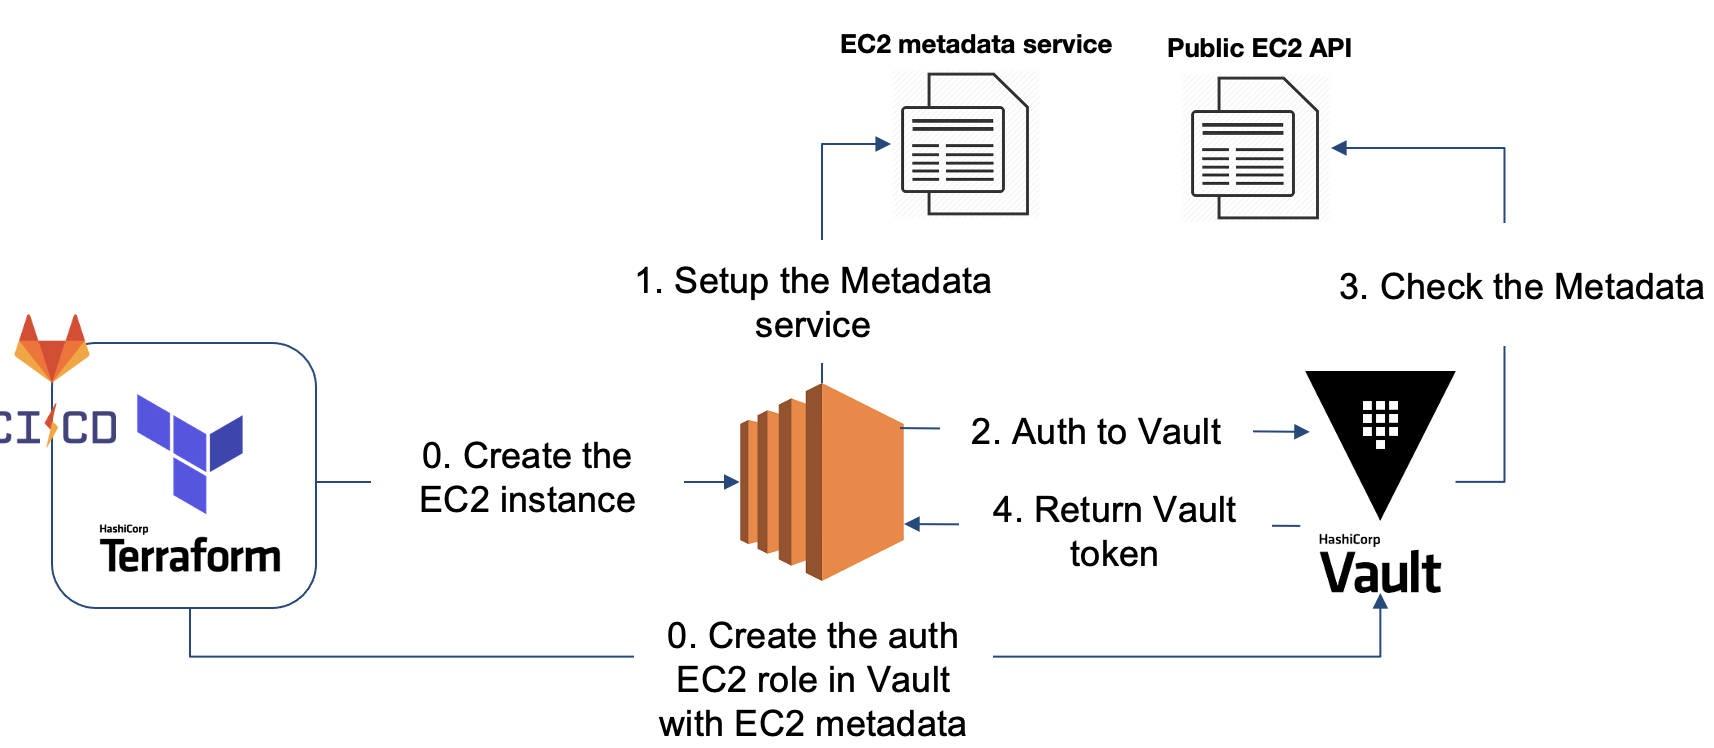 EC2 metadata service
Public EC2 API
1. Setup the Metadata
service
3. Check the Metadata
CI CD
HashiCorp
Terraform
0. Create the
EC2 instance
2. Auth to Vault
4. Return Vault
token
HashiCorp
Vault
0. Create the auth
EC2 role in Vault
with EC2 metadata